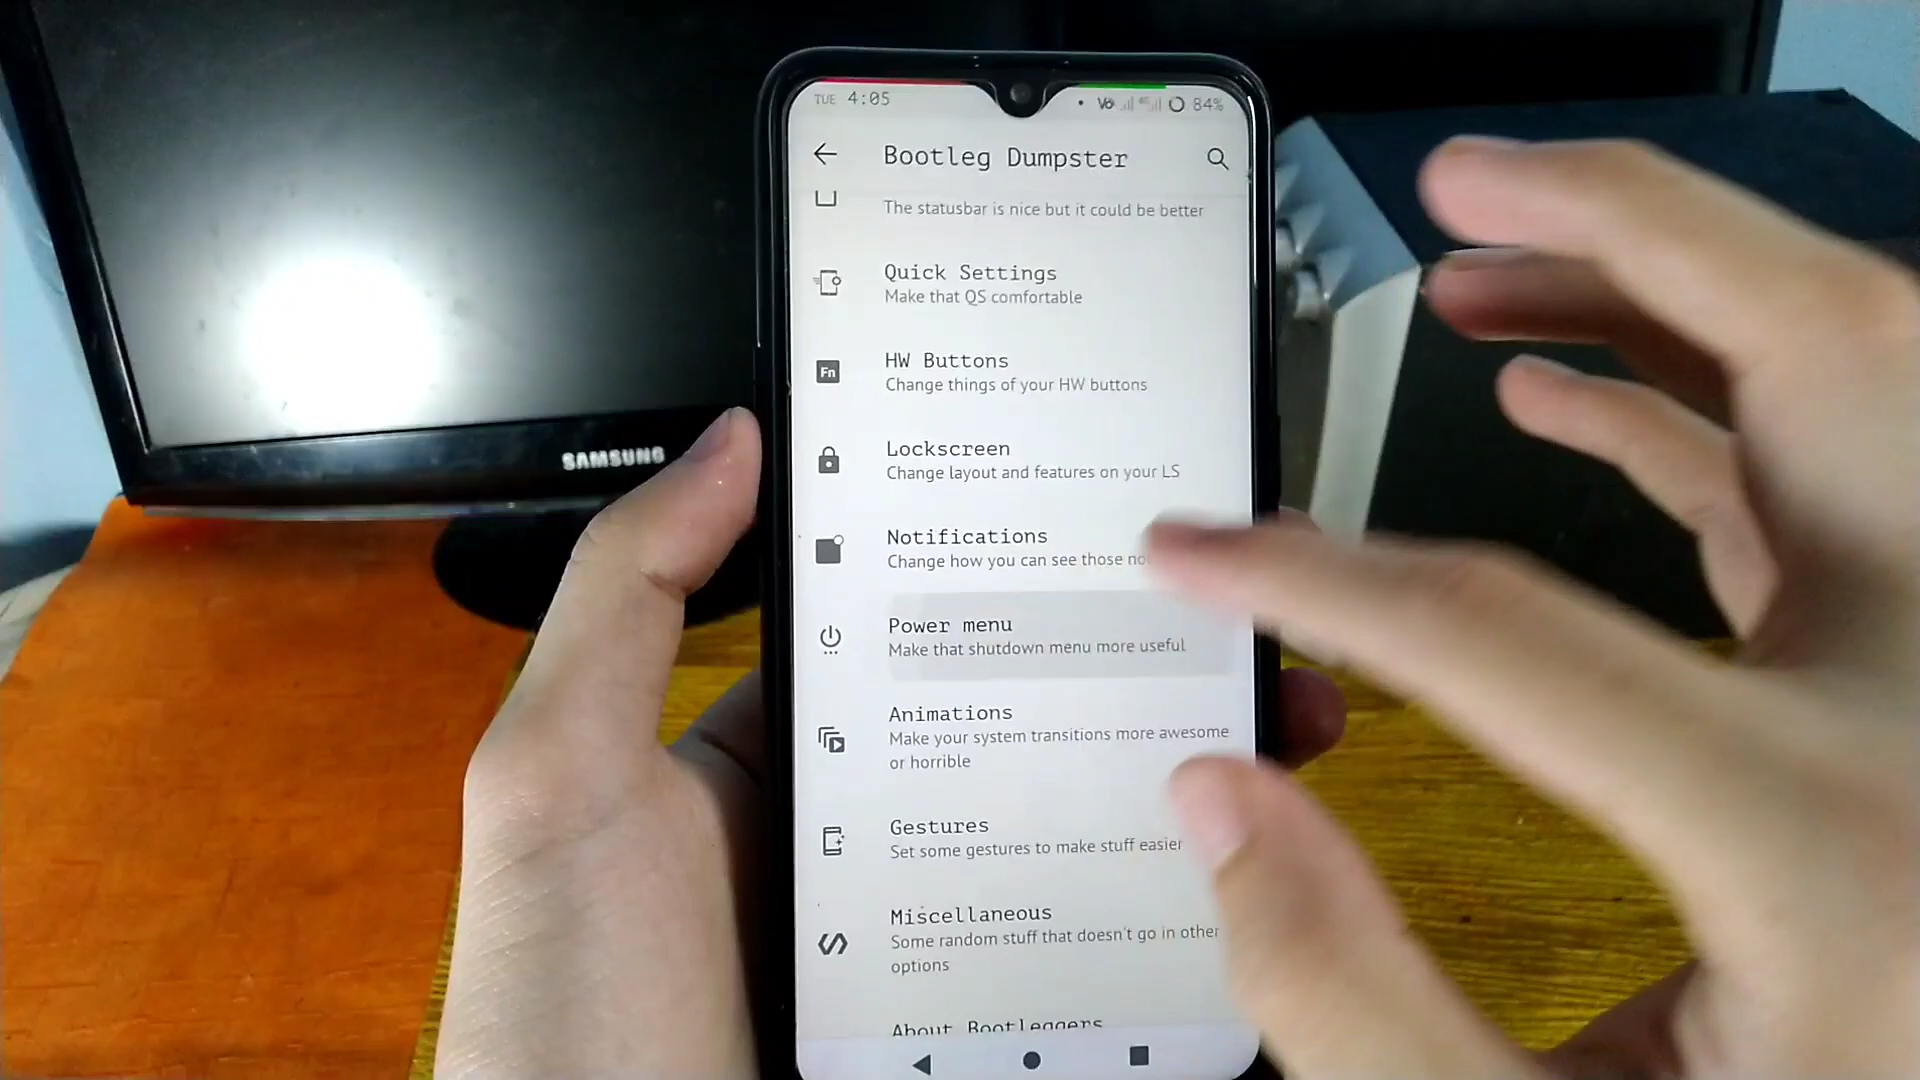 TUE 4:05
Vo 84%
Bootleg Dumpster
The statusbar is nice but it could be better
Quick Settings
Make that QS comfortable
Fn
HW Buttons
Change things of your HW buttons
Lockscreen
Change layout and features on your LS
Notifications
Change how you can see those
Power menu
Make that shutdown menu more useful
Animations
Make your system transitions more awesome
or horrible
Gestures
Set some gestures to make stuff easier
Miscellaneous
Some random stuff that doesn't go in other
options
About Bootleggers
SAMSUNG